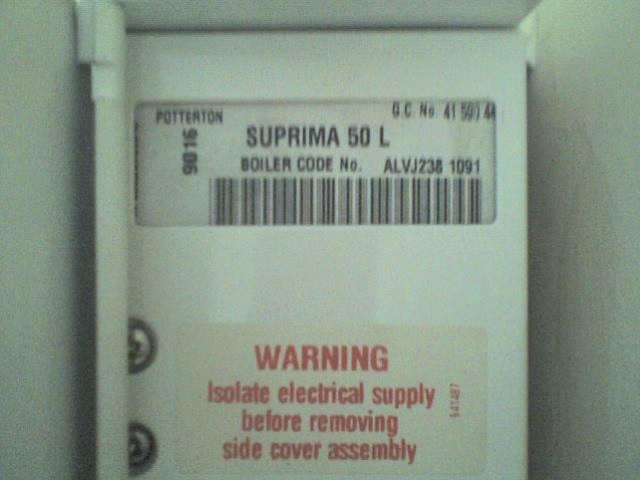 POTTERTON
G.C. No. 41 590 44
9016
SUPRIMA 50 L
BOILER CODE No. ALVJ238 1091
WARNING
Isolate electrical supply
before removing
side cover assembly
541487